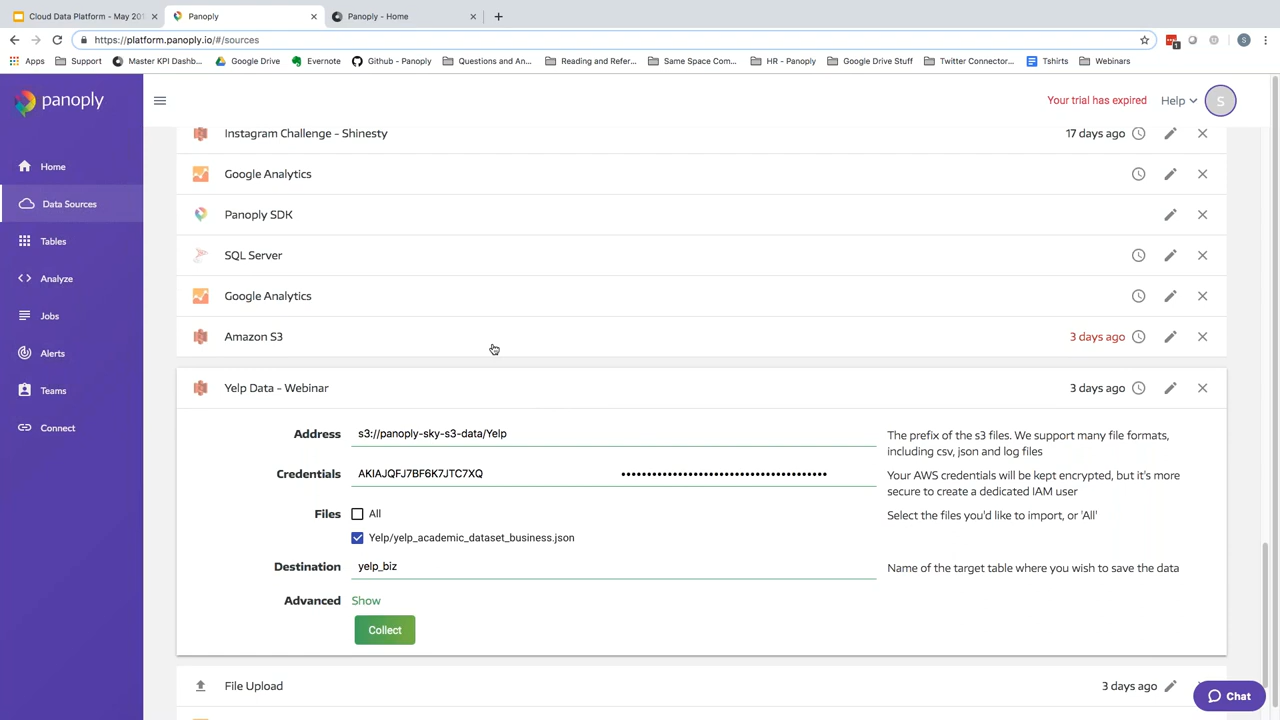 Cloud Data Platform - May 201
Panoply
Panoply - Home
https://platform.panoply.io/#/sources
Apps
Support
Master KPI Dashb...
Google Drive
Evernote
Github - Panoply
Questions and An...
Reading and Refer...
Same Space Com...
HR - Panoply
Google Drive Stuff
Twitter Connector...
Tshirts
Webinars
panoply
Your trial has expired
Help
S
Home
Data Sources
Tables
Analyze
Jobs
Alerts
Teams
Connect
Instagram Challenge - Shinesty 17 days ago
Google Analytics
Panoply SDK
SQL Server
Google Analytics
Amazon S3 3 days ago
Yelp Data - Webinar 3 days ago
Address s3://panoply-sky-s3-data/Yelp
The prefix of the s3 files. We support many file formats,
including csv, json and log files
Credentials AKIAJQFJ7BF6K7JTC7XQ
Your AWS credentials will be kept encrypted, but it's more
secure to create a dedicated IAM user
Files All
Select the files you'd like to import, or 'All'
Yelp/yelp_academic_dataset_business.json
Destination yelp_biz
Name of the target table where you wish to save the data
Advanced Show
Collect
File Upload 3 days ago
Chat